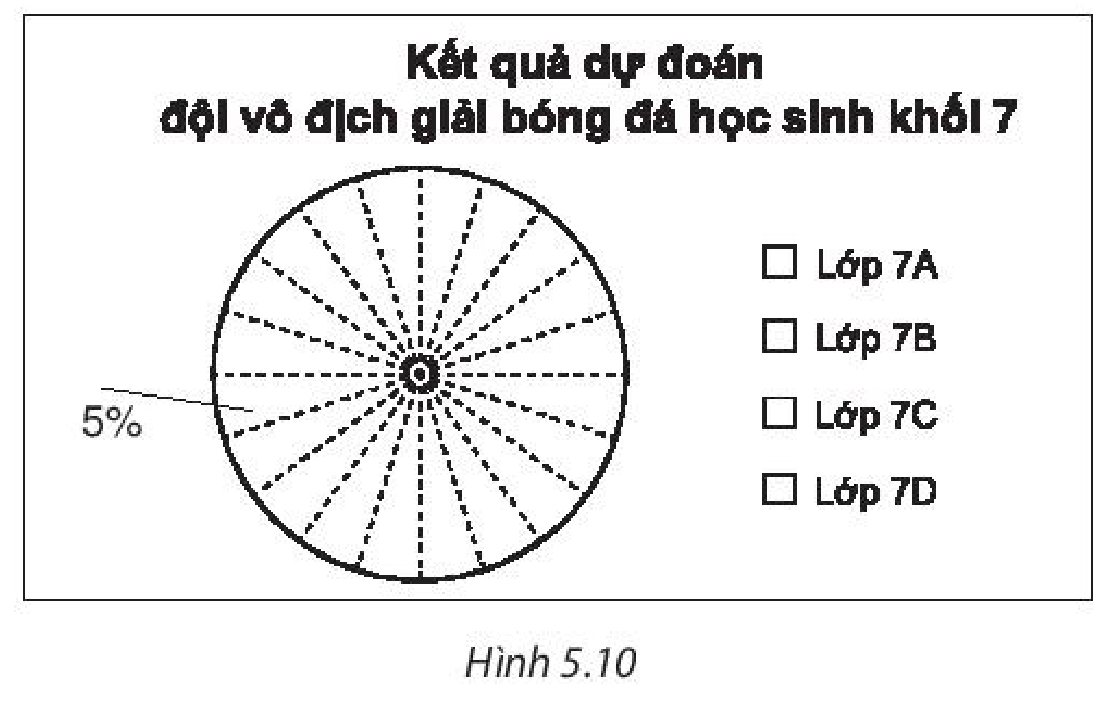 Kết quả dự đoán
đội vô địch giải bóng đá học sinh khối 7
Lớp 7A
Lớp 7B
5%
Lớp 7C
Lớp 7D
Hình 5.10